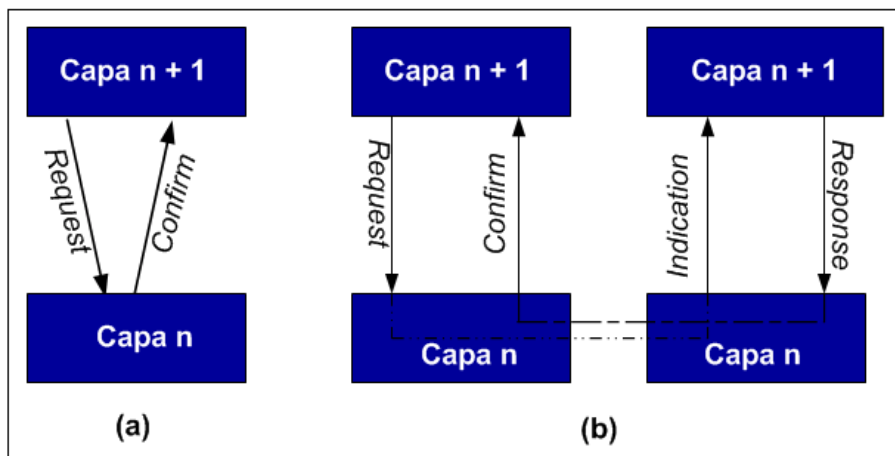 Capa n + 1
Request
Confirm
Capa n
(a)
Capa n + 1
Capa n + 1
Request
Confirm
Indication
Response
Capa n
Capa n
(b)